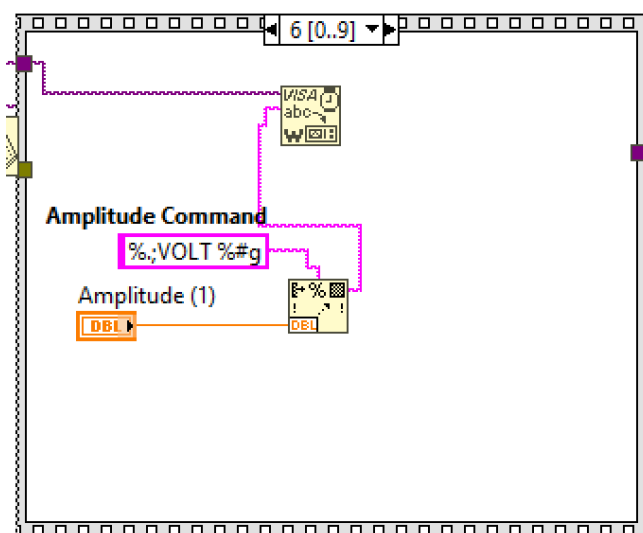 6 [0..9]
VISA
abc
W
Amplitude Command
%.;VOLT %#g
Amplitude (1)
%
! !
DBL
DBL